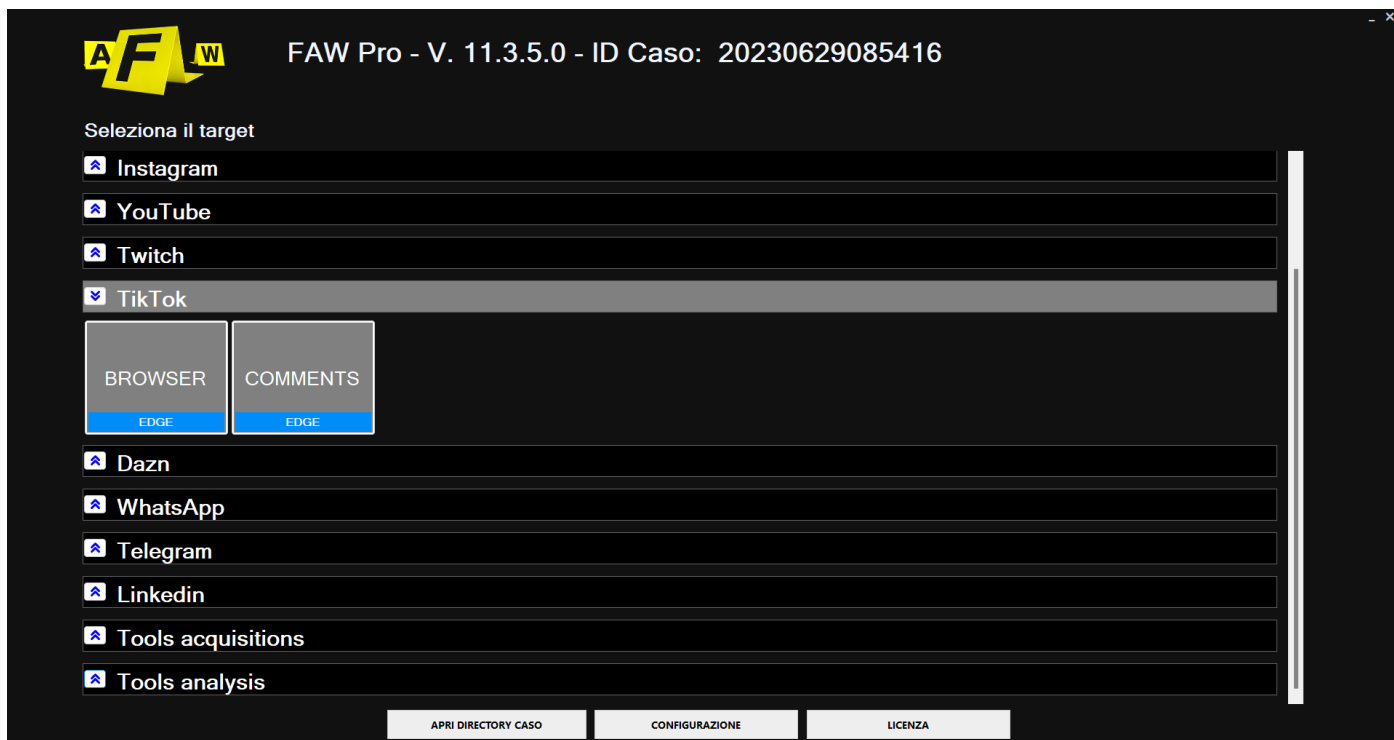 A F W
FAW Pro - V. 11.3.5.0 - ID Caso: 20230629085416
Seleziona il target
Instagram
YouTube
Twitch
TikTok
BROWSER COMMENTS
EDGE EDGE
Dazn
WhatsApp
Telegram
Linkedin
Tools acquisitions
Tools analysis
APRI DIRECTORY CASO CONFIGURAZIONE LICENZA